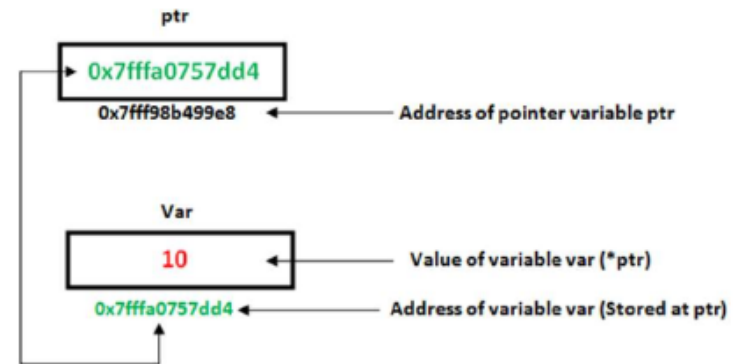 ptr
0x7fffa0757dd4
0x7fff98b499e8
Address of pointer variable ptr
Var
10
Value of variable var (*ptr)
0x7fffa0757dd4
Address of variable var (Stored at ptr)